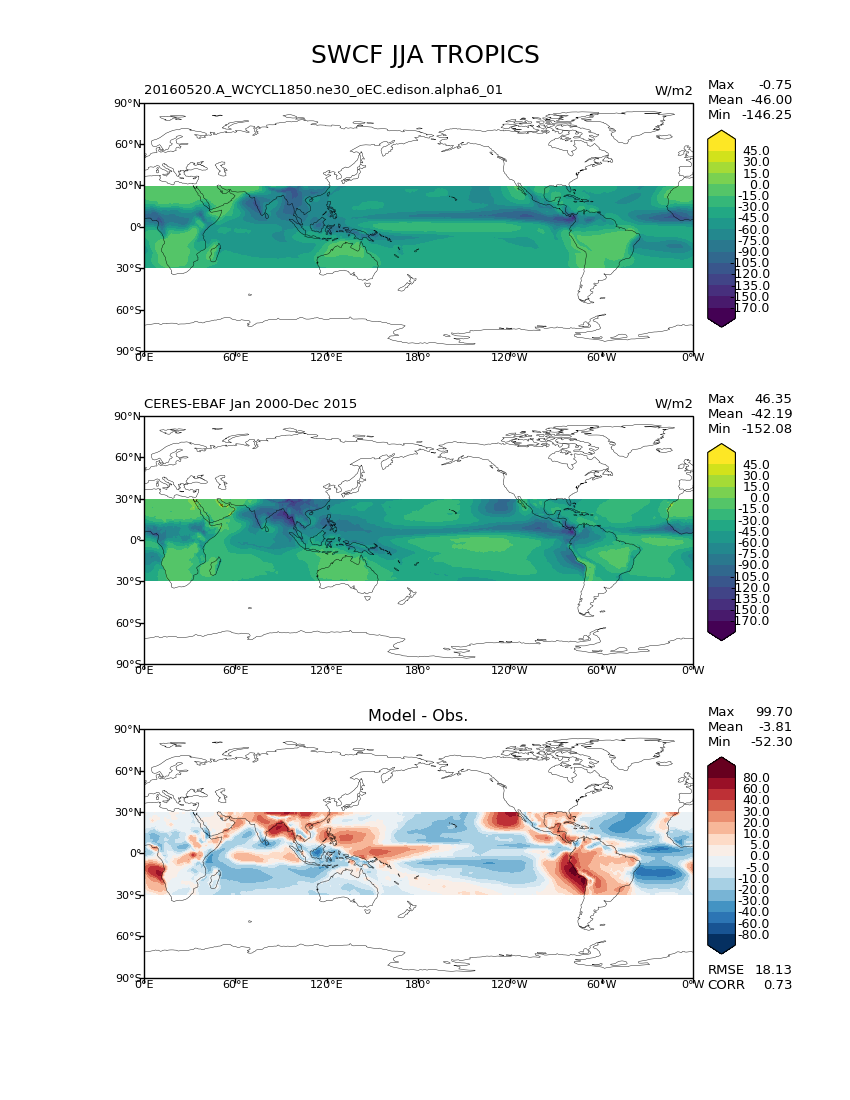 SWCF JJA TROPICS
20160520.A_WCYCL1850.ne30_oEC.edison.alpha6_01 W/m2
Max -0.75
Mean -46.00
Min -146.25
90°N
60°N
30°N
0°
30°S
60°S
90°S
0°E 60°E 120°E 180° 120°W 60°W 0°W
45.0
30.0
15.0
0.0
-15.0
-30.0
-45.0
-60.0
-75.0
-90.0
-105.0
-120.0
-135.0
-150.0
-170.0
CERES-EBAF Jan 2000-Dec 2015 W/m2
Max 46.35
Mean -42.19
Min -152.08
90°N
60°N
30°N
0°
30°S
60°S
90°S
0°E 60°E 120°E 180° 120°W 60°W 0°W
45.0
30.0
15.0
0.0
-15.0
-30.0
-45.0
-60.0
-75.0
-90.0
-105.0
-120.0
-135.0
-150.0
-170.0
Model - Obs.
Max 99.70
Mean -3.81
Min -52.30
90°N
60°N
30°N
0°
30°S
60°S
90°S
0°E 60°E 120°E 180° 120°W 60°W 0°W
80.0
60.0
40.0
30.0
20.0
10.0
5.0
0.0
-5.0
-10.0
-20.0
-30.0
-40.0
-60.0
-80.0
RMSE 18.13
CORR 0.73